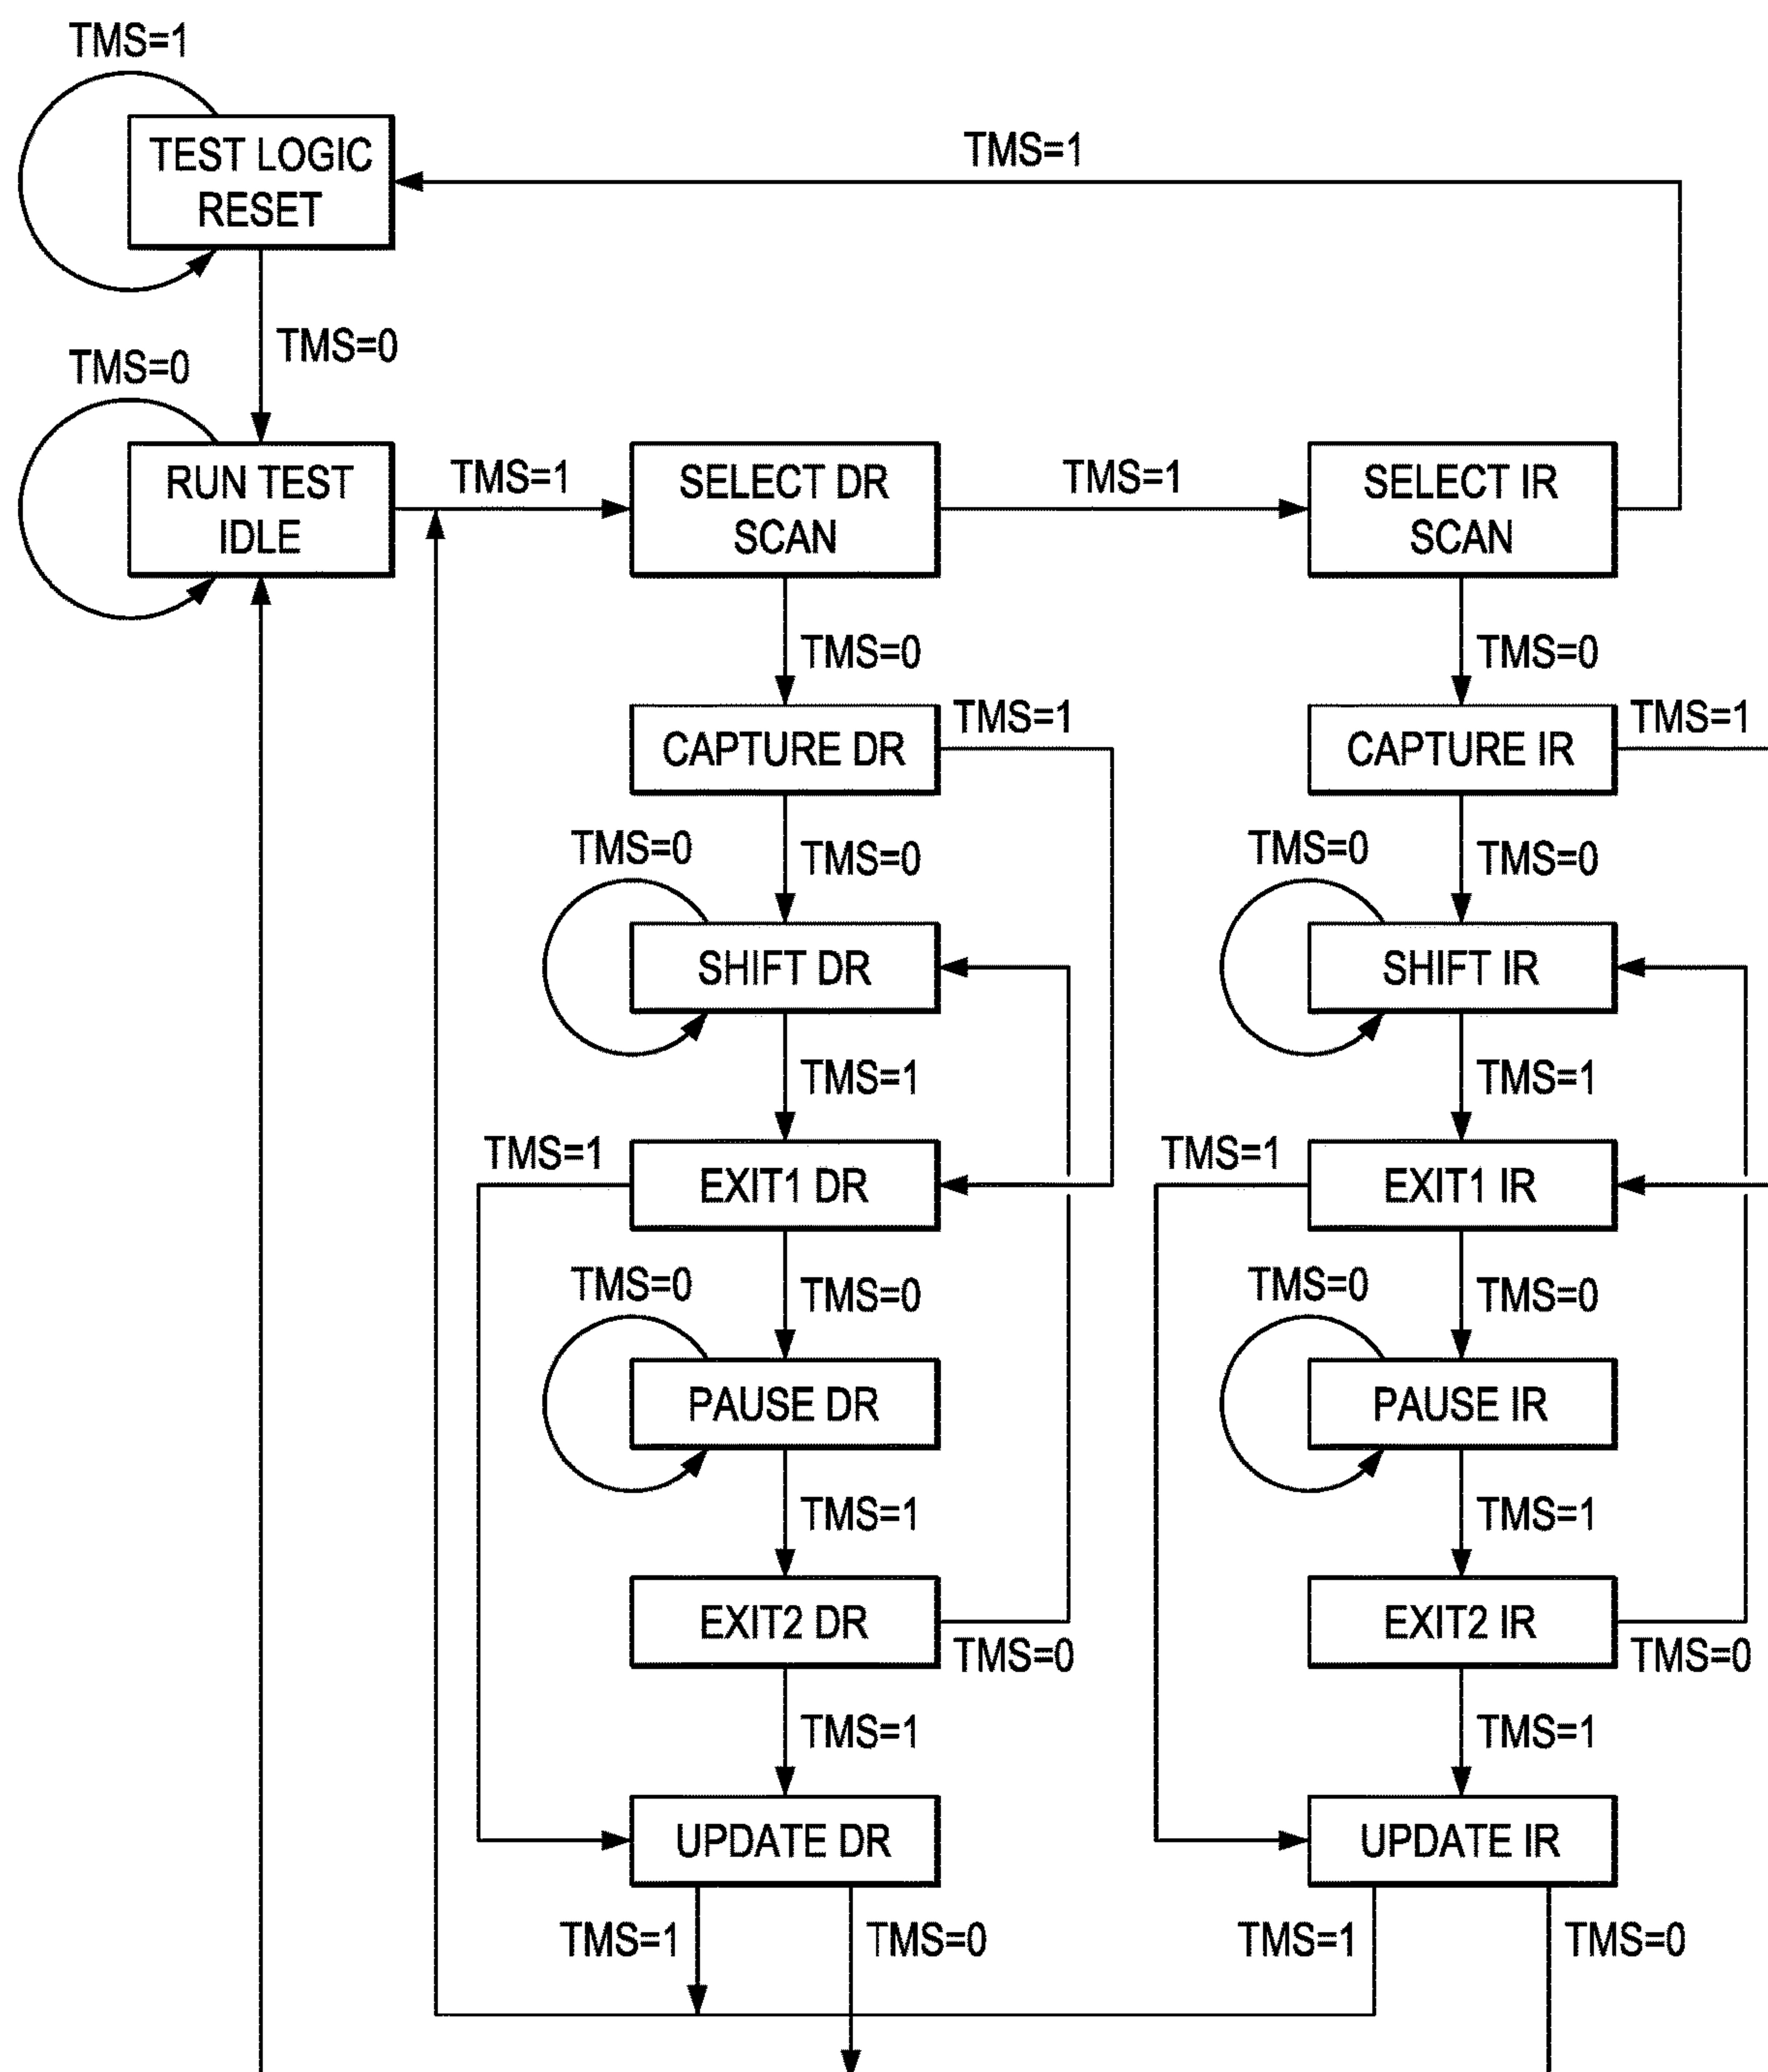 TMS=1
TEST LOGIC
RESET
TMS=1
TMS=0
TMS=0
RUN TEST
IDLE
TMS=1
SELECT DR
SCAN
TMS=1
SELECT IR
SCAN
TMS=0
TMS=0
CAPTURE DR
TMS=1
CAPTURE IR
TMS=1
TMS=0
TMS=0
TMS=0
TMS=0
SHIFT DR
SHIFT IR
TMS=1
TMS=1
TMS=1
EXIT1 DR
TMS=1
EXIT1 IR
TMS=0
TMS=0
TMS=0
TMS=0
PAUSE DR
PAUSE IR
TMS=1
TMS=1
EXIT2 DR
TMS=0
EXIT2 IR
TMS=0
TMS=1
TMS=1
UPDATE DR
UPDATE IR
TMS=1
TMS=0
TMS=1
TMS=0